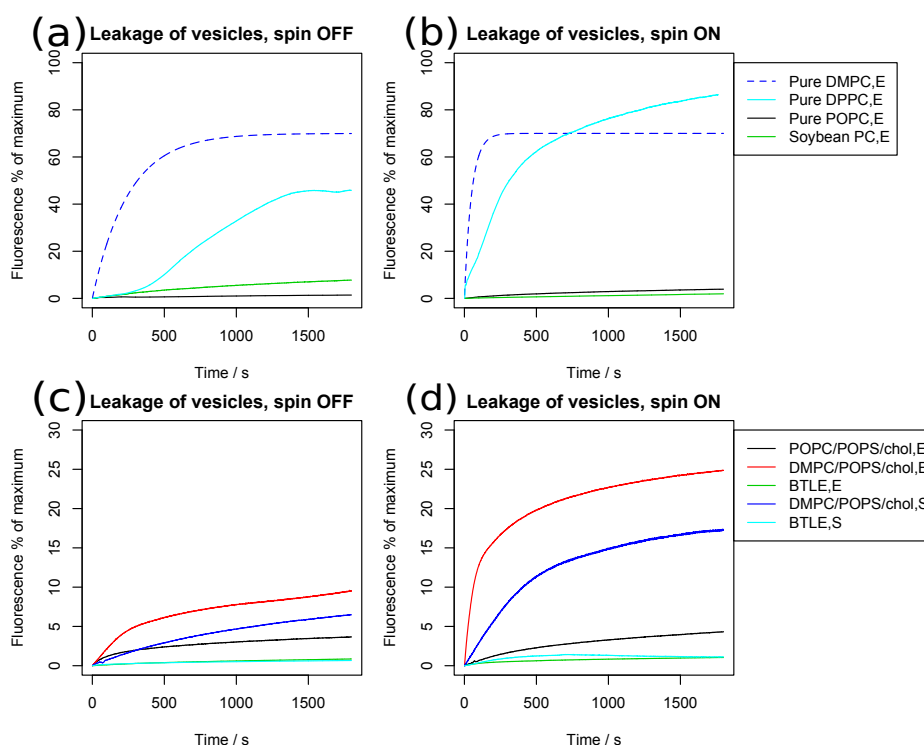 (a) Leakage of vesicles, spin OFF
Fluorescence % of maximum
100
80
60
40
20
0
0 500 1000 1500
Time / s
(b) Leakage of vesicles, spin ON
Fluorescence % of maximum
100
80
60
40
20
0
0 500 1000 1500
Time / s
Pure DMPC,E
Pure DPPC,E
Pure POPC,E
Soybean PC,E
(c) Leakage of vesicles, spin OFF
Fluorescence % of maximum
30
25
20
15
10
5
0
0 500 1000 1500
Time / s
(d) Leakage of vesicles, spin ON
Fluorescence % of maximum
30
25
20
15
10
5
0
0 500 1000 1500
Time / s
POPC/POPS/chol,E
DMPC/POPS/chol,E
BTLE,E
DMPC/POPS/chol,S
BTLE,S